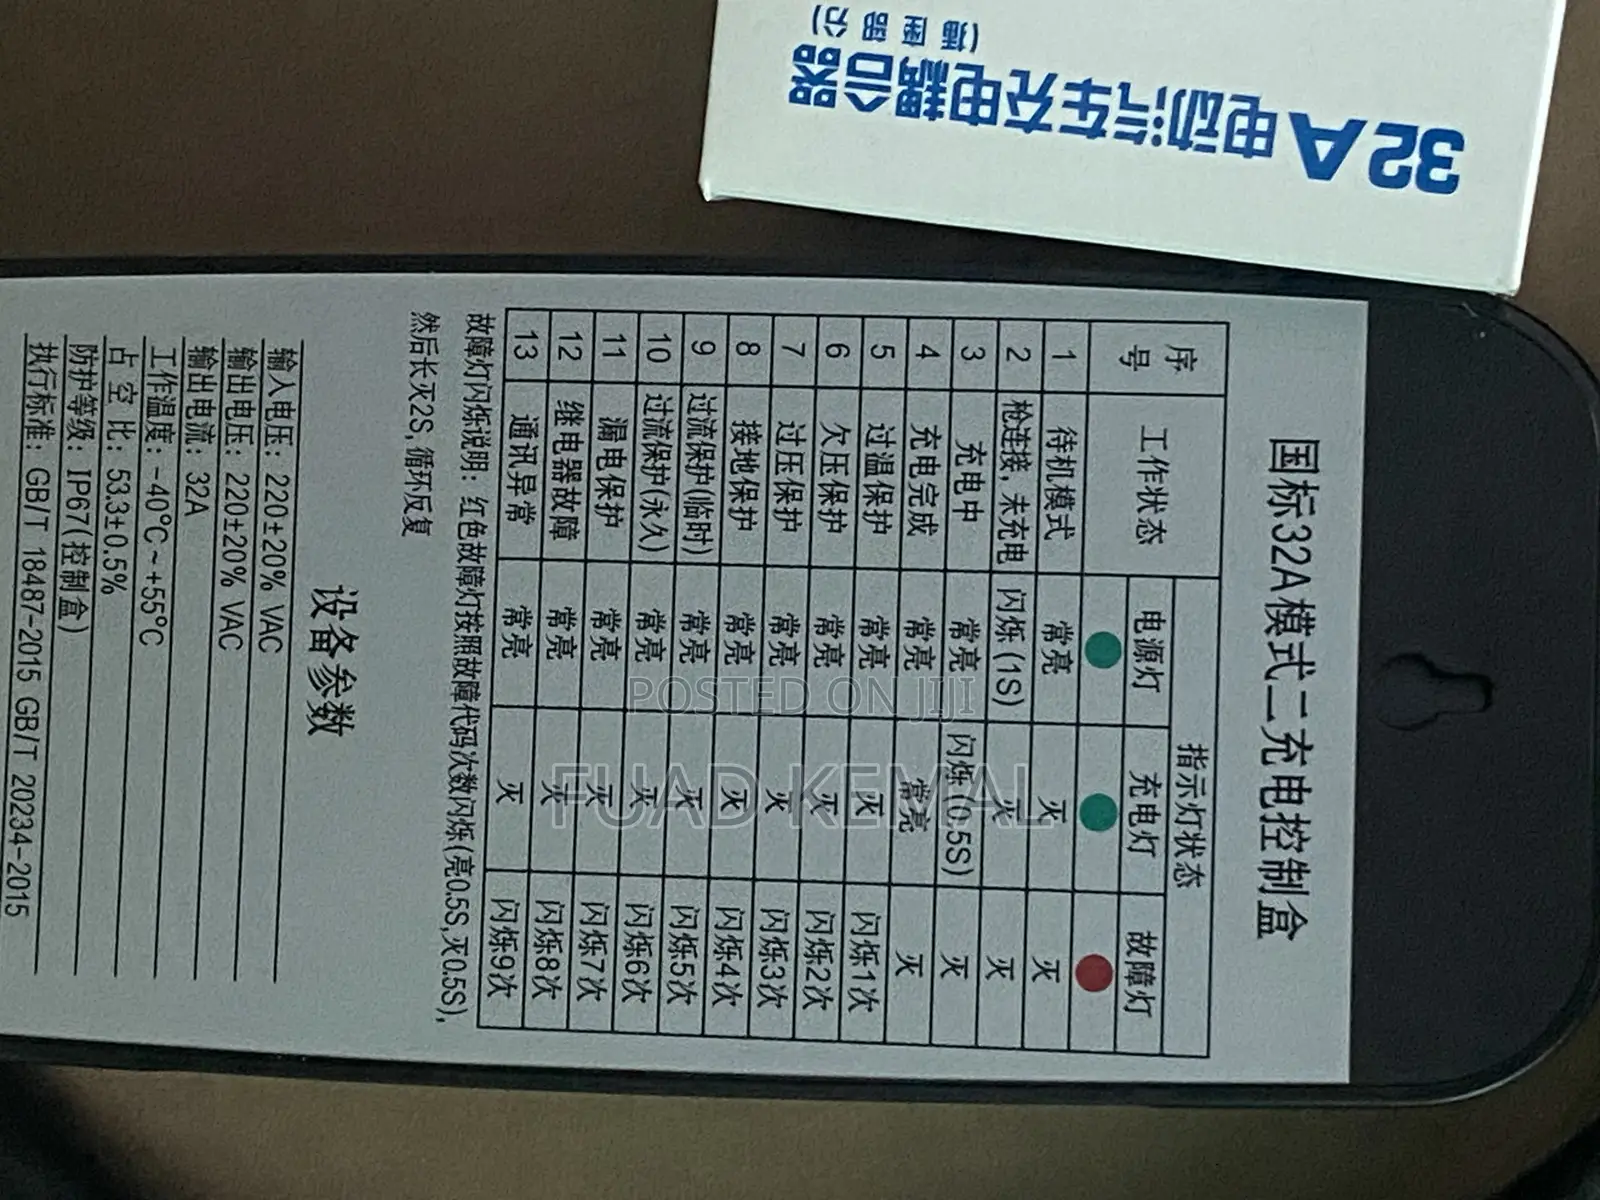 32A 电动汽车充电耦合器
(插座部分)
国标32A模式二充电控制盒
序号 工作状态 指示灯状态
电源灯 充电灯 故障灯
1 待机模式 常亮 灭 灭
2 枪连接,未充电 闪烁(1S) 灭 灭
3 充电中 常亮 闪烁(0.5S) 灭
4 充电完成 常亮 常亮 灭
5 过温保护 常亮 灭 闪烁1次
6 欠压保护 常亮 灭 闪烁2次
7 过压保护 常亮 灭 闪烁3次
8 接地保护 常亮 灭 闪烁4次
9 过流保护(临时) 常亮 灭 闪烁5次
10 过流保护(永久) 常亮 灭 闪烁6次
11 漏电保护 常亮 灭 闪烁7次
12 继电器故障 常亮 灭 闪烁8次
13 通讯异常 常亮 灭 闪烁9次
故障灯闪烁说明：红色故障灯按照故障代码次数闪烁(亮0.5S,灭0.5S),
然后长灭2S,循环反复
设备参数
输入电压：220±20% VAC
输出电压：220±20% VAC
输出电流：32A
工作温度：-40°C~+55°C
占空比：53.3±0.5%
防护等级：IP67(控制盒)
执行标准：GB/T 18487-2015 GB/T 20234-2015
POSTED ON JIJI
FUAD KEMAL